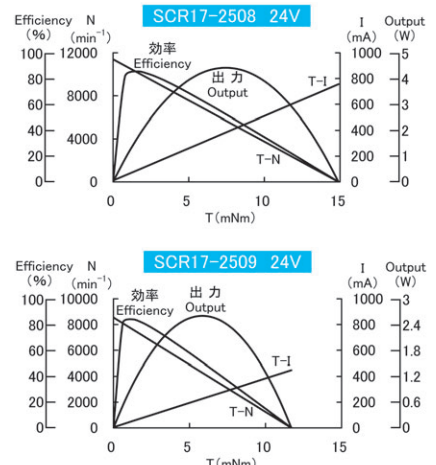 SCR17-2508 24V
Efficiency N I Output
(%) (min⁻¹) (mA) (W)
効率
Efficiency
出力
Output
T-I
T-N
100 12000 1000 5
80 800 4
60 8000 600 3
40 4000 400 2
20 200 1
0 0 0 0
0 5 10 15
T(mNm)
SCR17-2509 24V
Efficiency N I Output
(%) (min⁻¹) (mA) (W)
効率
Efficiency
出力
Output
T-I
T-N
100 10000 1000 3
80 8000 800 2.4
60 6000 600 1.8
40 4000 400 1.2
20 2000 200 0.6
0 0 0 0
0 5 10 15
T(mNm)